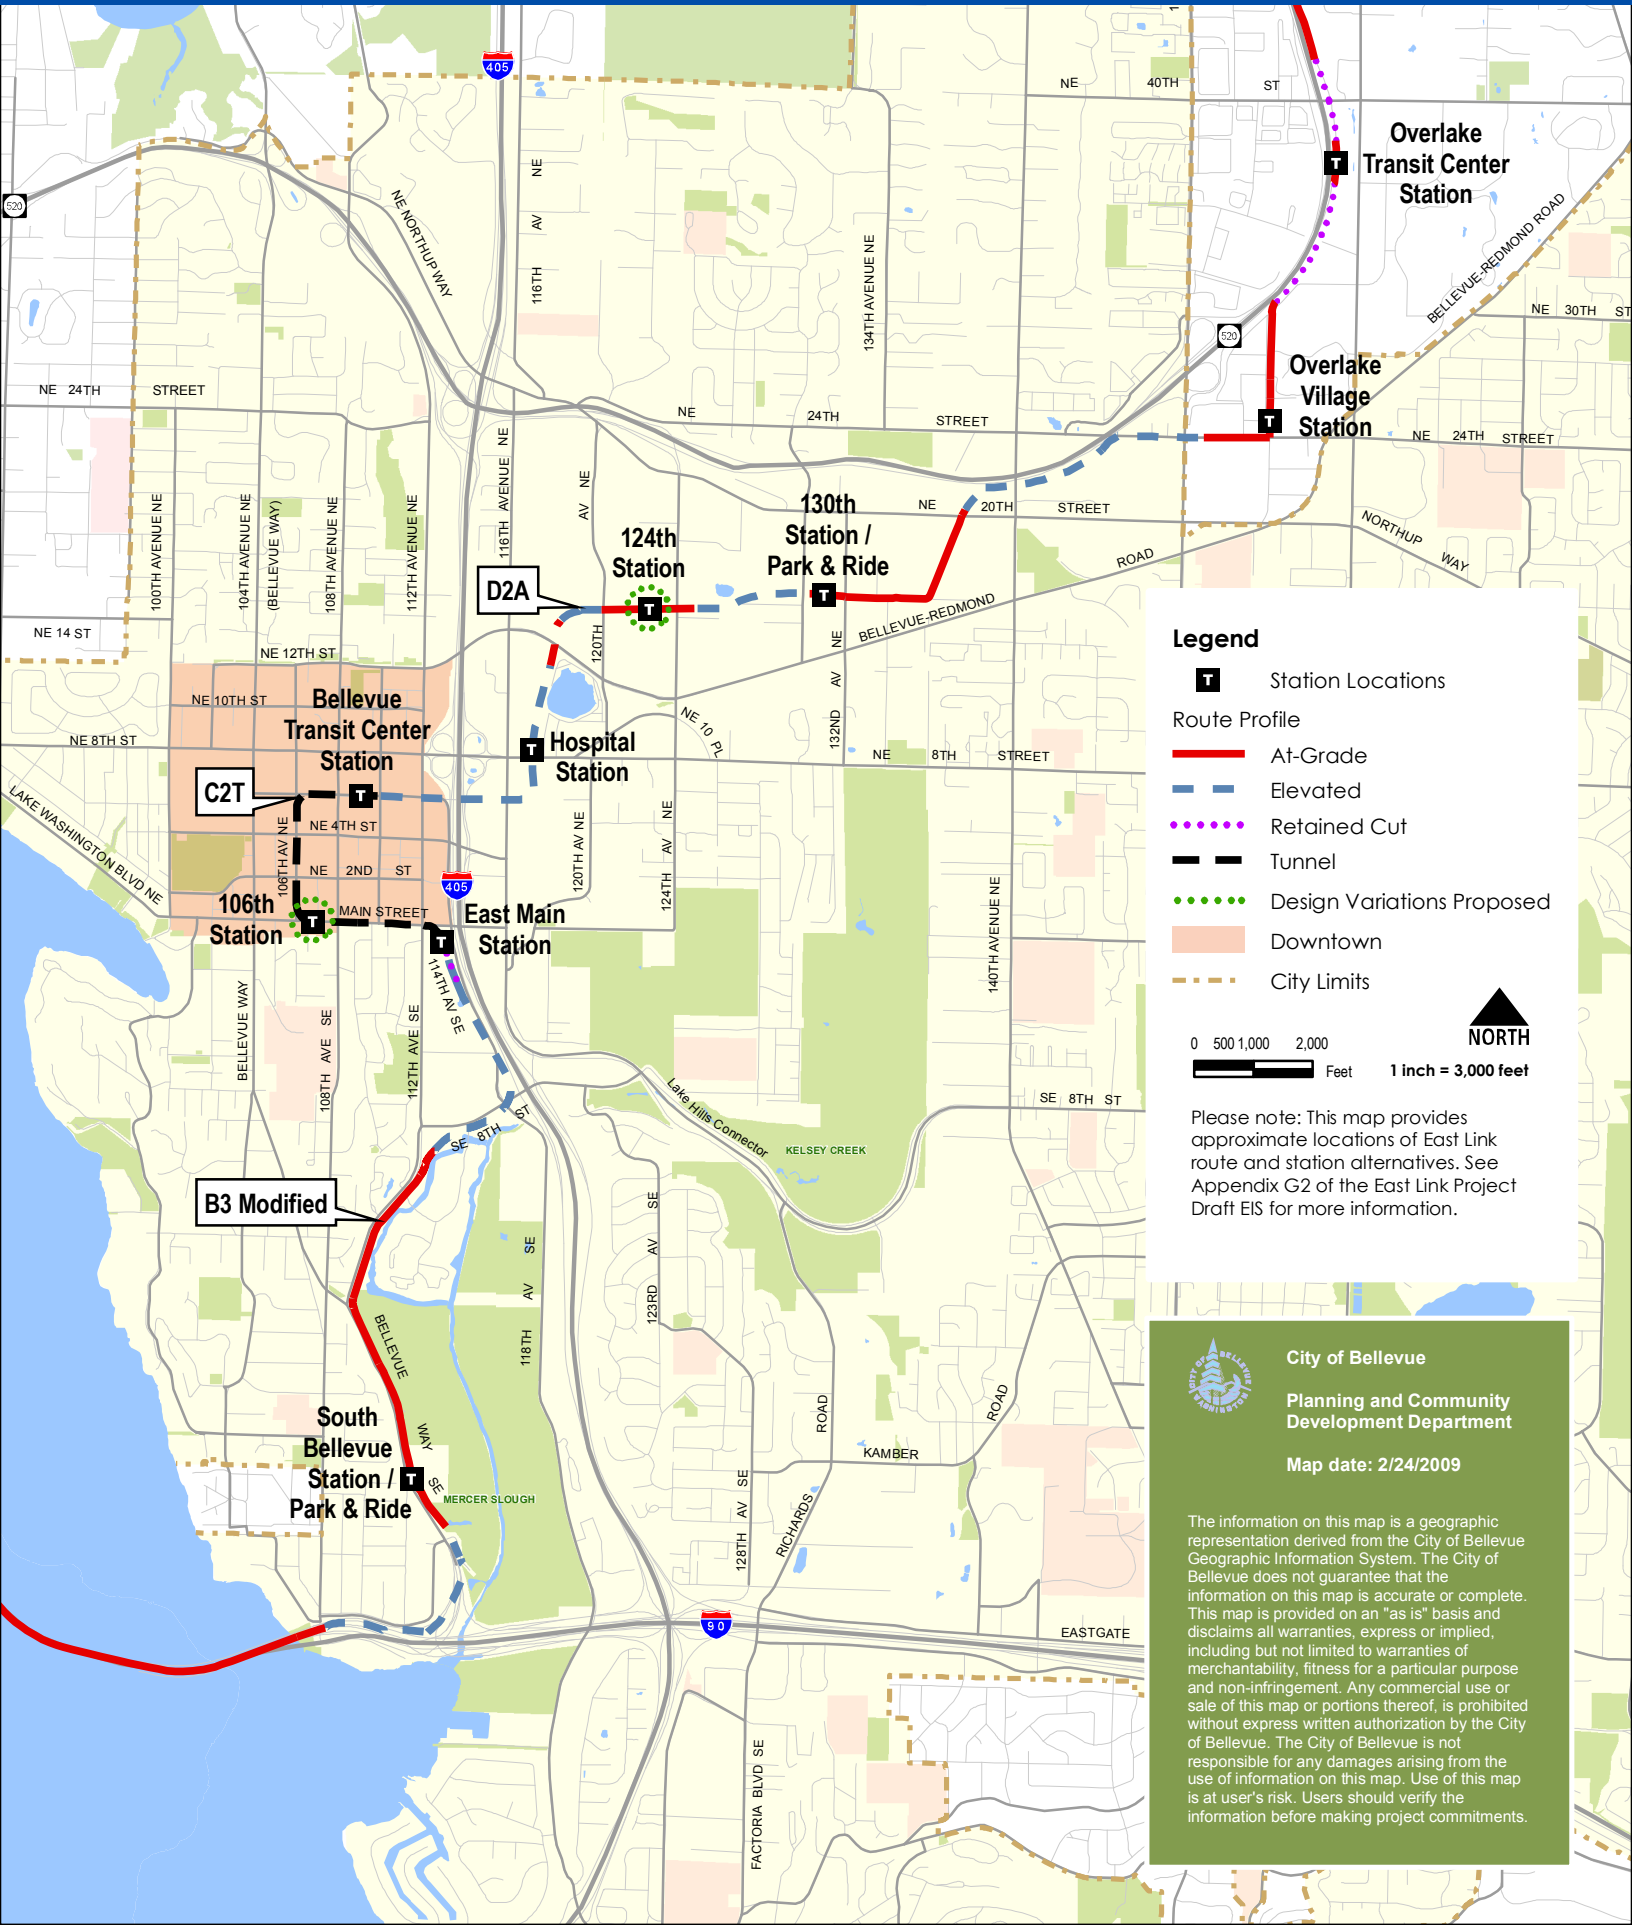 405
520
NE 40TH ST
Overlake
Transit Center
Station
NE NORTHUP WAY
116TH AV NE
134TH AVENUE NE
BELLEVUE-REDMOND ROAD
NE 30TH ST
520
Overlake
Village
Station
NE 24TH STREET
NE 24TH STREET
NE 24TH STREET
100TH AVENUE NE
104TH AVENUE NE
(BELLEVUE WAY)
108TH AVENUE NE
112TH AVENUE NE
116TH AVENUE NE
AV NE
120TH
124th
Station
130th
Station /
Park & Ride
NE 20TH STREET
NORTHUP WAY
D2A
BELLEVUE-REDMOND ROAD
NE 14 ST
NE 12TH ST
NE 10TH ST
Bellevue
Transit Center
Station
NE 8TH ST
Hospital
Station
NE 10 PL
132ND AV NE
NE 8TH STREET
C2T
LAKE WASHINGTON BLVD NE
106TH AV NE
NE 4TH ST
NE 2ND ST
405
120TH AV NE
124TH AV NE
140TH AVENUE NE
106th
Station
MAIN STREET
East Main
Station
114TH AV SE
BELLEVUE WAY
108TH AVE SE
112TH AVE SE
SE 8TH ST
Lake Hills Connector
KELSEY CREEK
SE 8TH ST
B3 Modified
BELLEVUE WAY SE
118TH AV SE
123RD AV SE
South
Bellevue
Station /
Park & Ride
MERCER SLOUGH
128TH AV SE
RICHARDS ROAD
KAMBER ROAD
90
EASTGATE
FACTORIA BLVD SE
Legend
T Station Locations
Route Profile
At-Grade
Elevated
Retained Cut
Tunnel
Design Variations Proposed
Downtown
City Limits
NORTH
0 500 1,000 2,000
Feet
1 inch = 3,000 feet
Please note: This map provides
approximate locations of East Link
route and station alternatives. See
Appendix G2 of the East Link Project
Draft EIS for more information.
CITY OF BELLEVUE
WASHINGTON
City of Bellevue
Planning and Community
Development Department
Map date: 2/24/2009
The information on this map is a geographic
representation derived from the City of Bellevue
Geographic Information System. The City of
Bellevue does not guarantee that the
information on this map is accurate or complete.
This map is provided on an "as is" basis and
disclaims all warranties, express or implied,
including but not limited to warranties of
merchantability, fitness for a particular purpose
and non-infringement. Any commercial use or
sale of this map or portions thereof, is prohibited
without express written authorization by the City
of Bellevue. The City of Bellevue is not
responsible for any damages arising from the
use of information on this map. Use of this map
is at user's risk. Users should verify the
information before making project commitments.